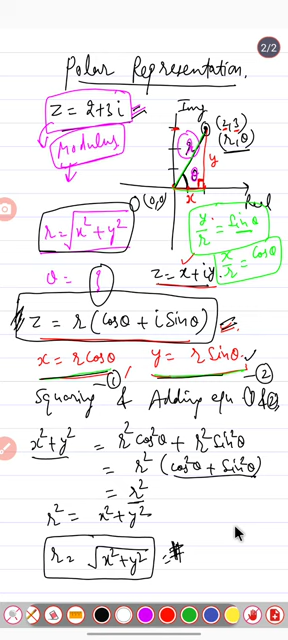 2/2
Polar Representation.
Z = 2+3i
Img
(2,3)
(r, θ)
Modulus
r
y
θ
x
O(0,0)
Real
r = √x²+y²
y/r = sinθ
x/r = cosθ
θ = {
z = x+iy
Z = r (cosθ + i sinθ)
x = r cosθ y = r sinθ
① ②
Squaring & Adding eqn ① & ②
x²+y² = r²cos²θ + r²sin²θ
= r² (cos²θ + sin²θ)
= r²
r² = x²+y²
r = √x²+y²